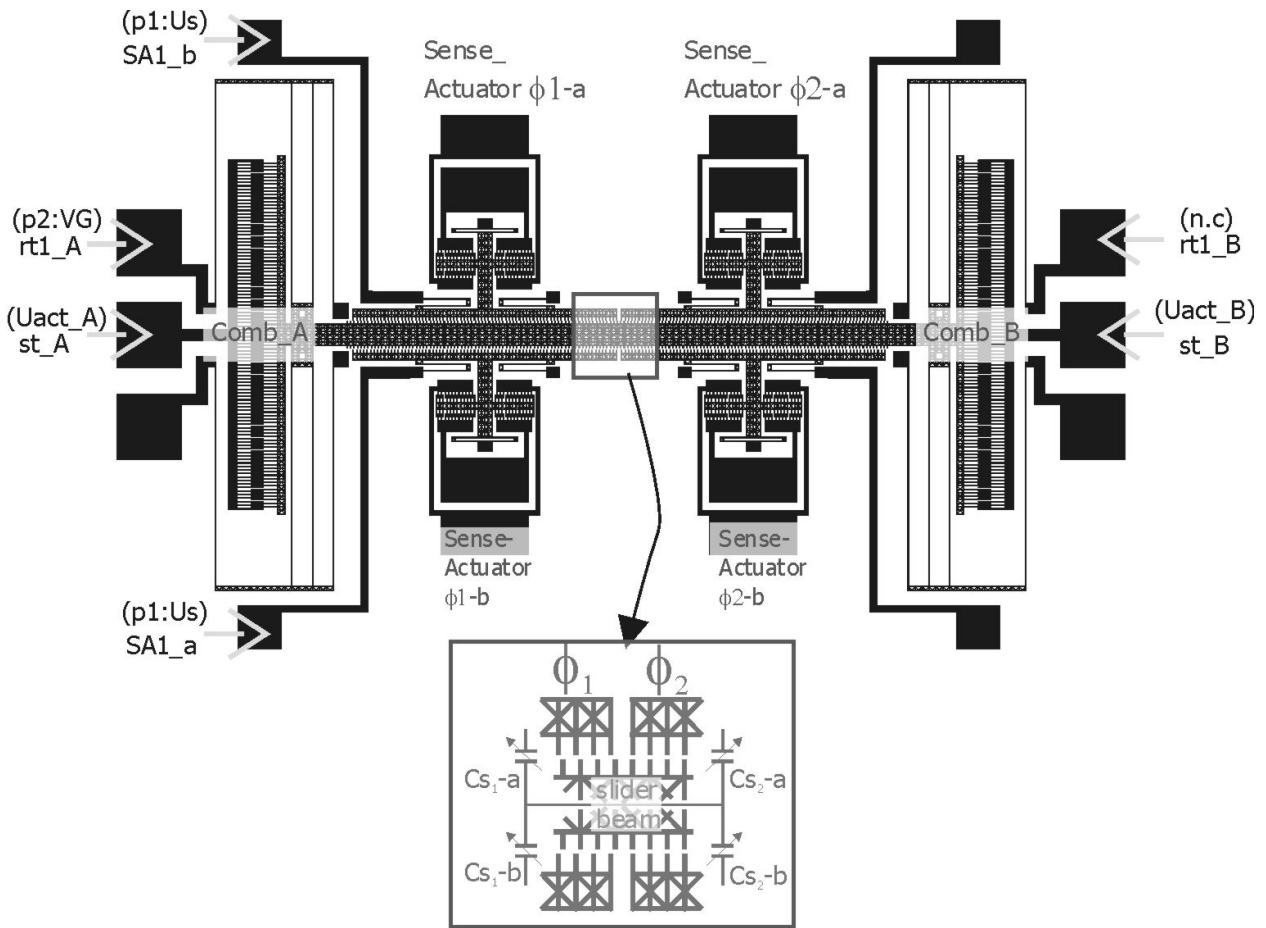 (p1:Us)
SA1_b
Sense_
Actuator ϕ1-a
Sense_
Actuator ϕ2-a
(p2:VG)
rt1_A
(n.c)
rt1_B
(Uact_A)
st_A
Comb_A
Comb_B
(Uact_B)
st_B
Sense-
Actuator
ϕ1-b
Sense-
Actuator
ϕ2-b
(p1:Us)
SA1_a
ϕ1
ϕ2
Cs1-a
slider
beam
Cs2-a
Cs1-b
Cs2-b